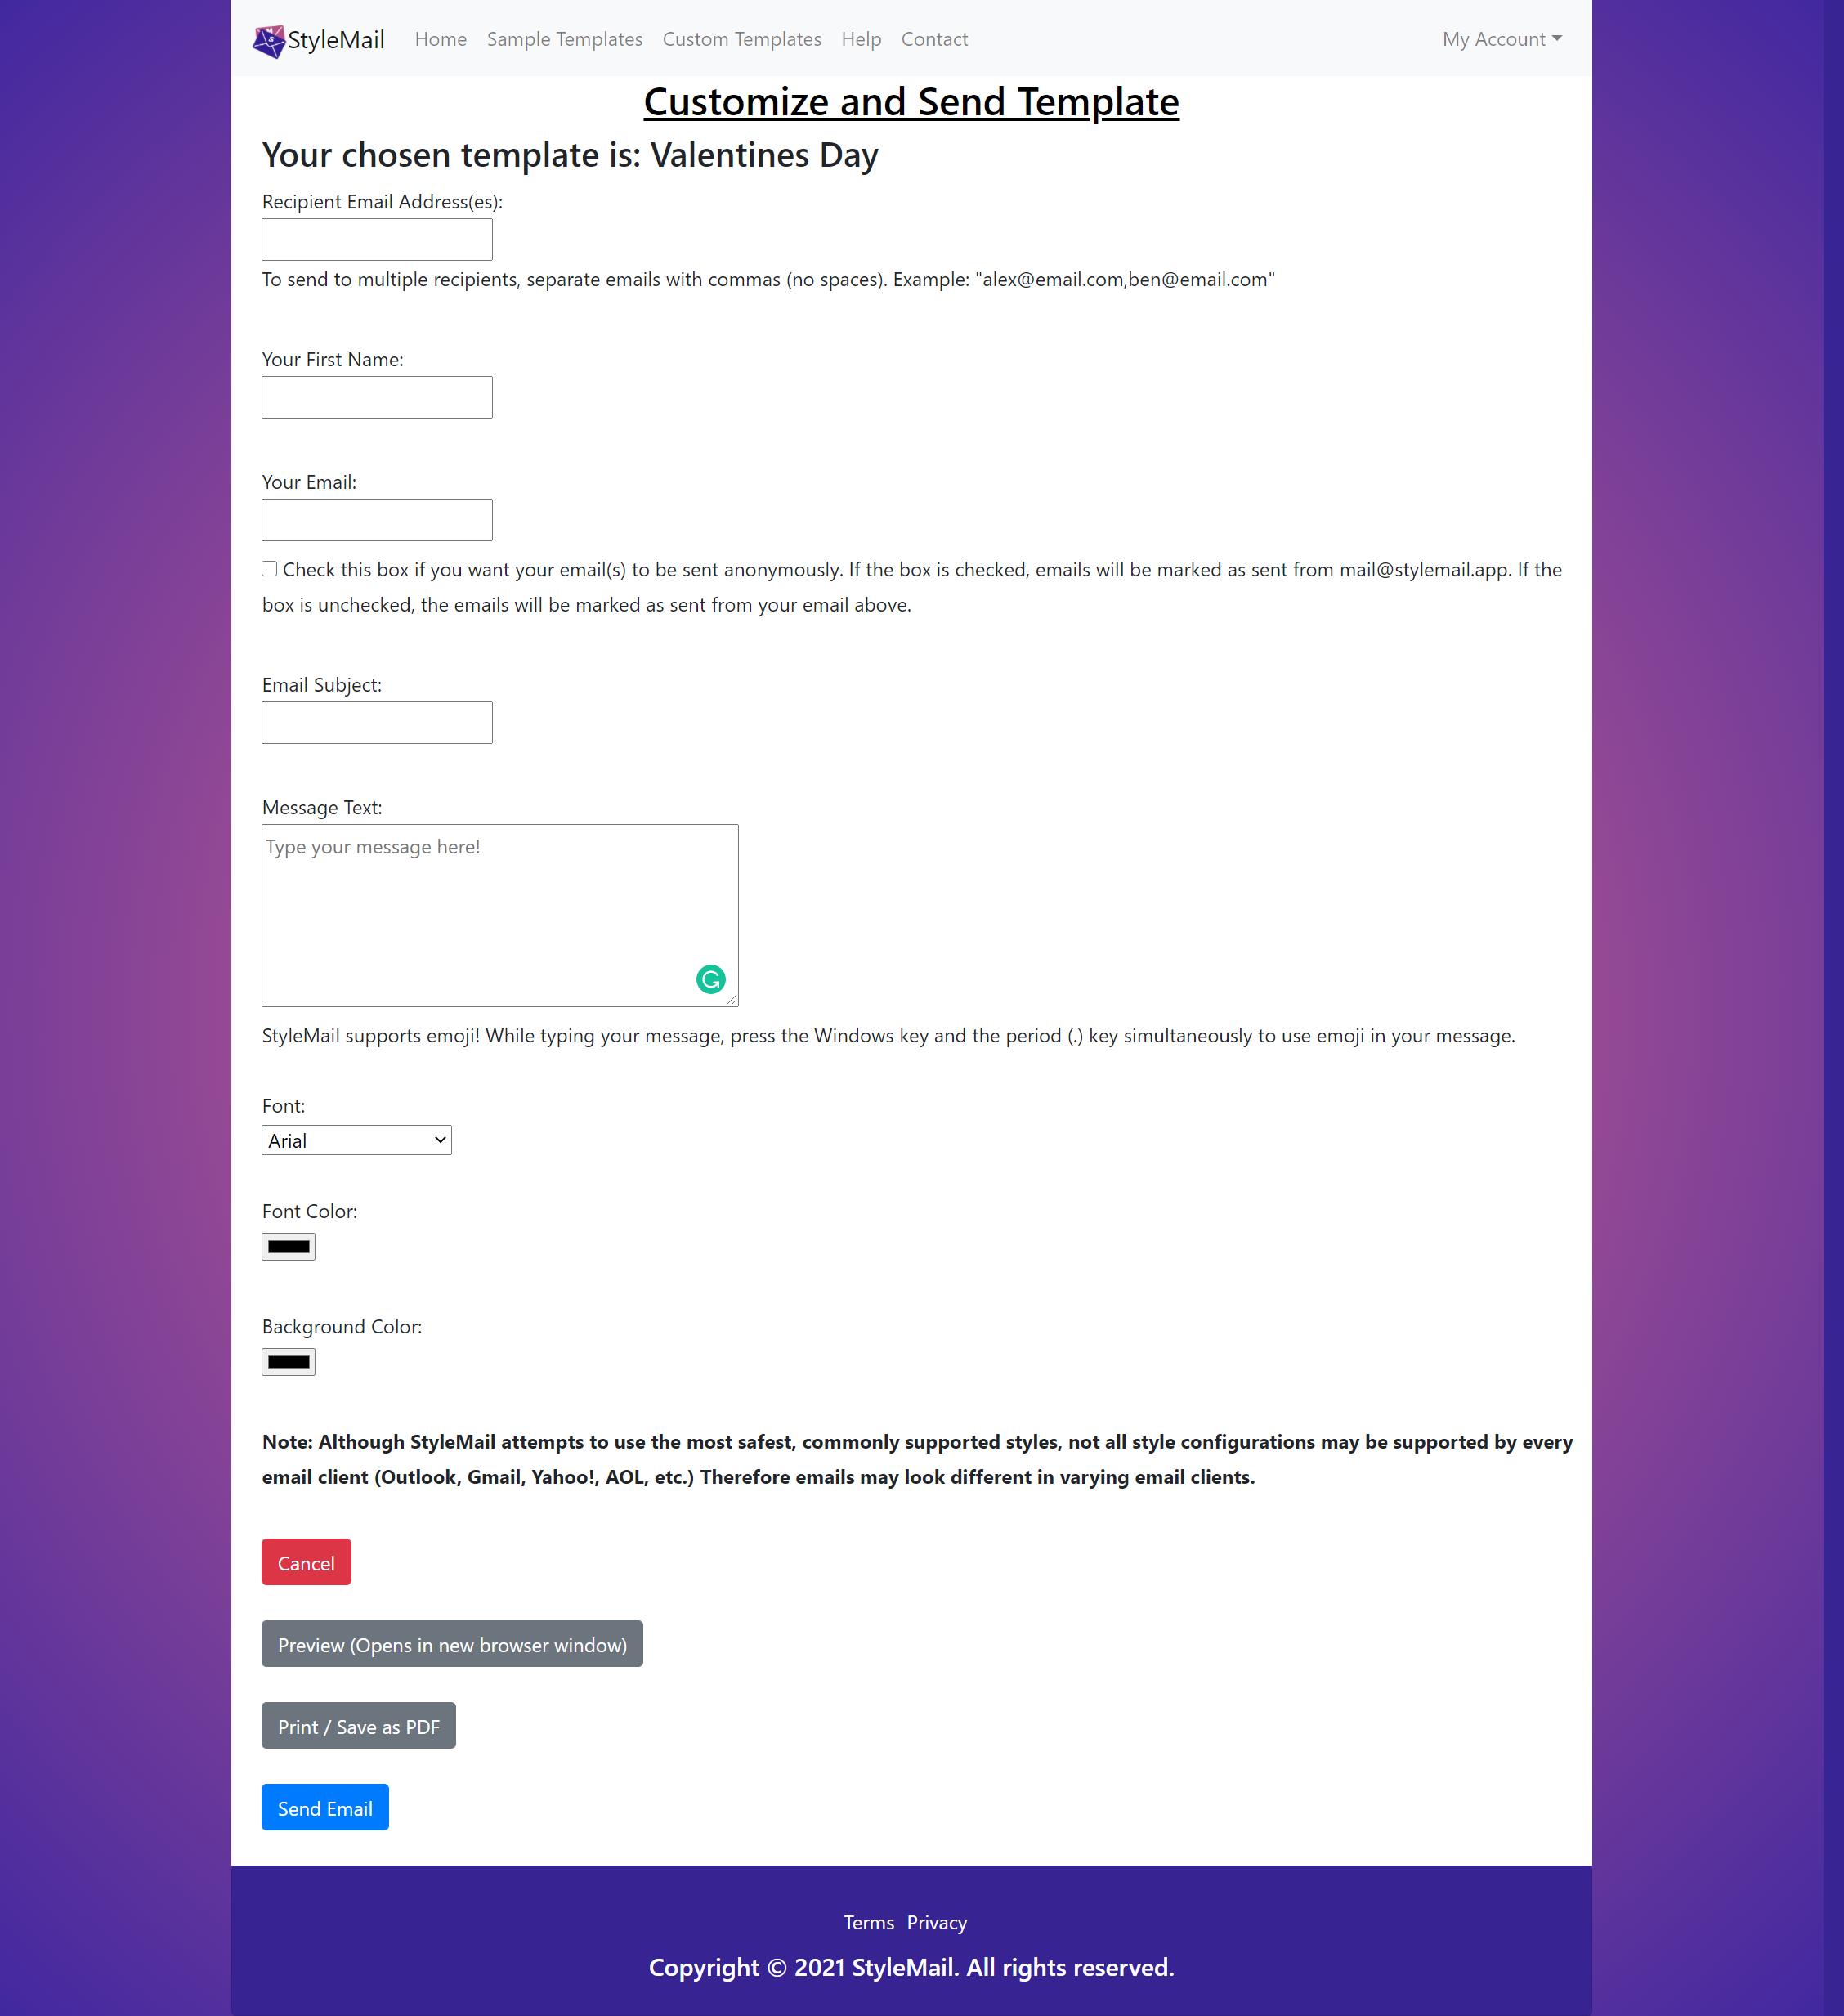 StyleMail Home Sample Templates Custom Templates Help Contact My Account
Customize and Send Template
Your chosen template is: Valentines Day
Recipient Email Address(es):
To send to multiple recipients, separate emails with commas (no spaces). Example: "alex@email.com,ben@email.com"
Your First Name:
Your Email:
Check this box if you want your email(s) to be sent anonymously. If the box is checked, emails will be marked as sent from mail@stylemail.app. If the
box is unchecked, the emails will be marked as sent from your email above.
Email Subject:
Message Text:
Type your message here!
StyleMail supports emoji! While typing your message, press the Windows key and the period (.) key simultaneously to use emoji in your message.
Font:
Arial
Font Color:
Background Color:
Note: Although StyleMail attempts to use the most safest, commonly supported styles, not all style configurations may be supported by every
email client (Outlook, Gmail, Yahoo!, AOL, etc.) Therefore emails may look different in varying email clients.
Cancel
Preview (Opens in new browser window)
Print / Save as PDF
Send Email
Terms Privacy
Copyright © 2021 StyleMail. All rights reserved.